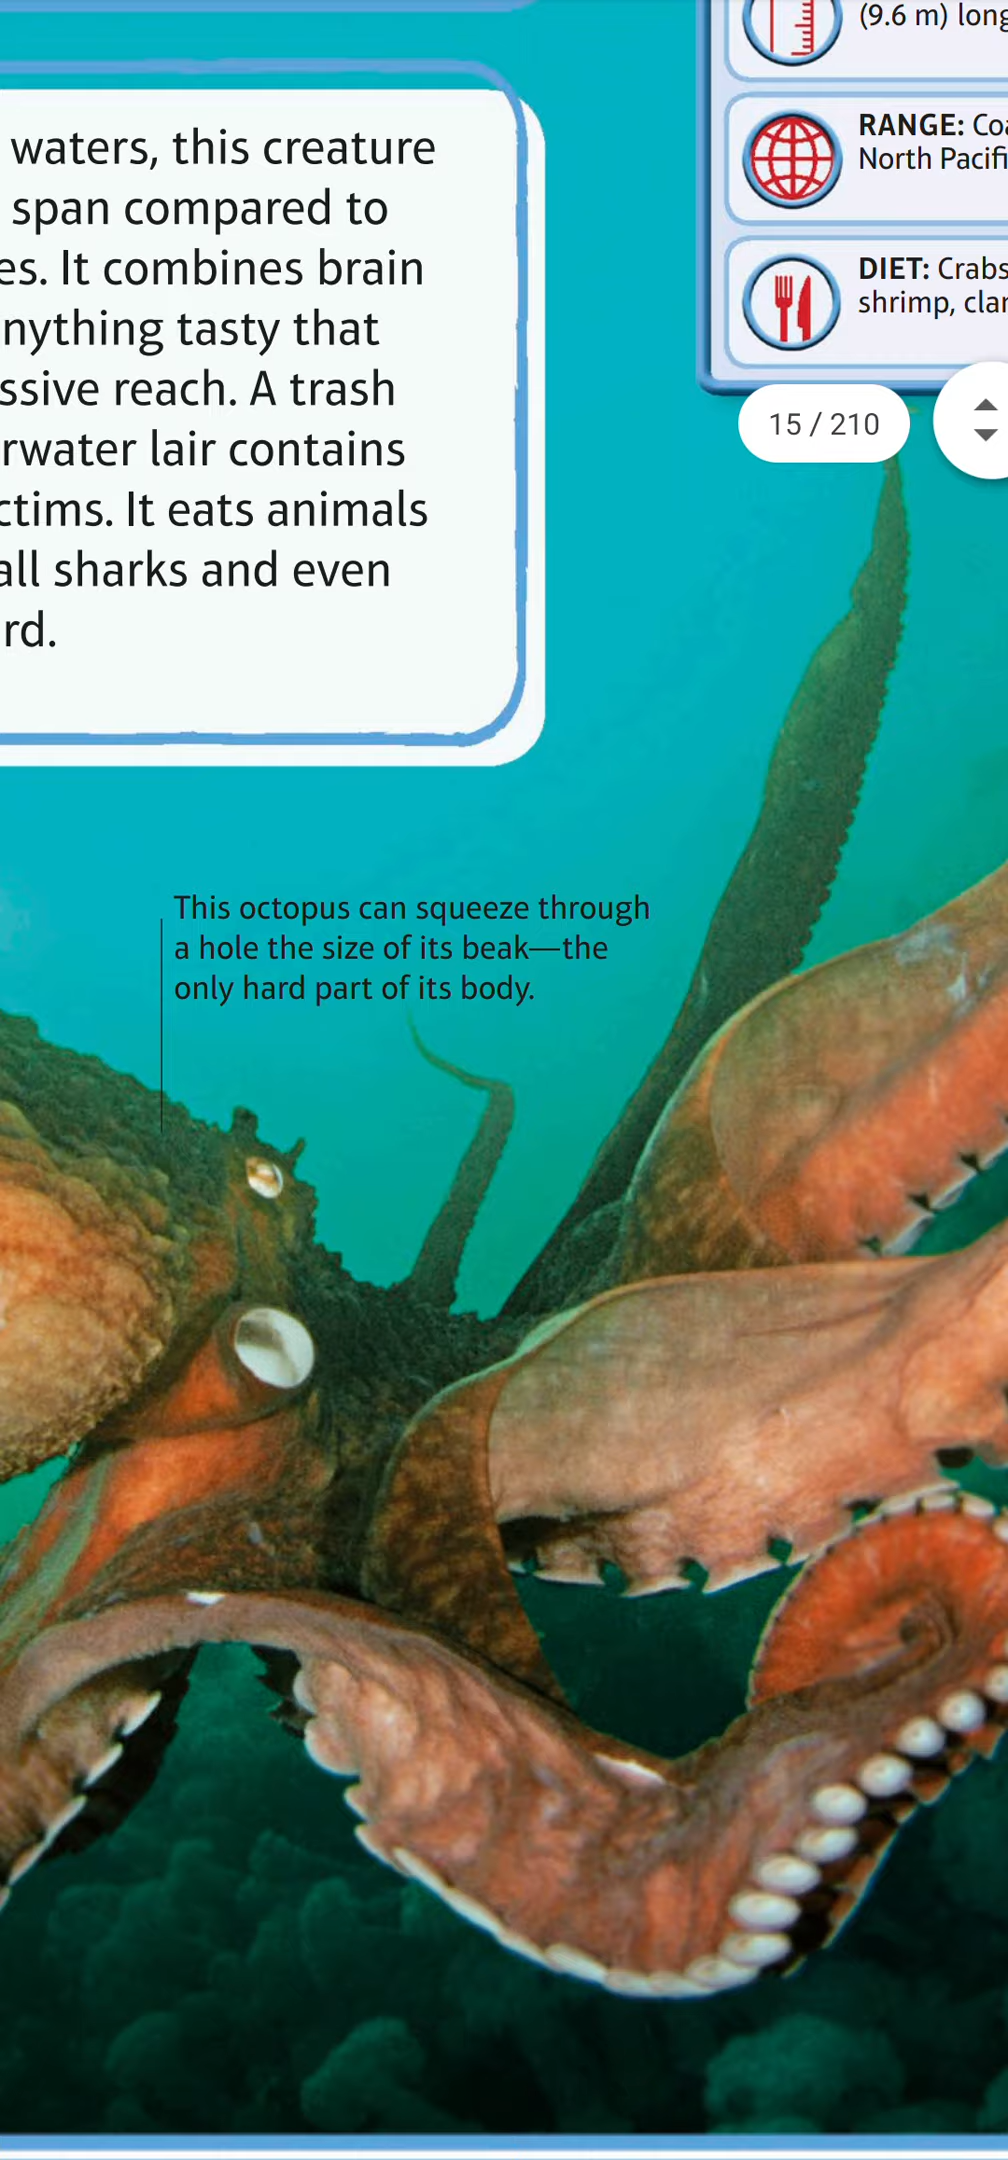 (9.6 m) long
RANGE: Coa
North Pacifi
DIET: Crabs
shrimp, clar
15 / 210
waters, this creature
span compared to
es. It combines brain
nything tasty that
ssive reach. A trash
rwater lair contains
ctims. It eats animals
all sharks and even
rd.
This octopus can squeeze through
a hole the size of its beak—the
only hard part of its body.